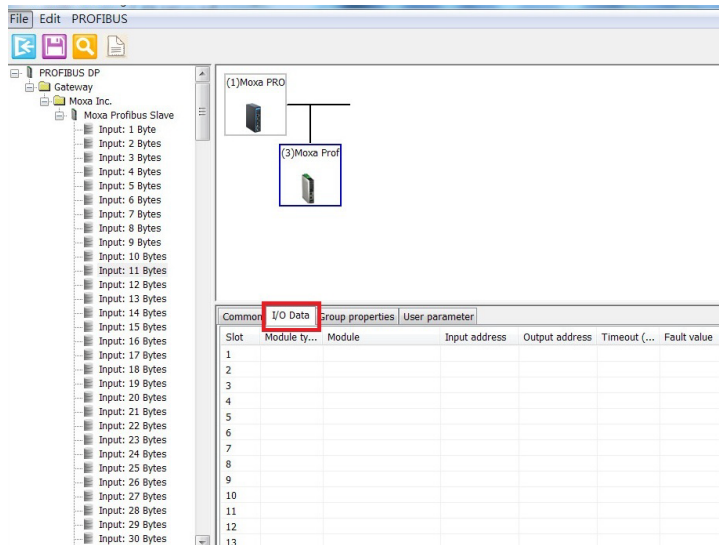 File Edit PROFIBUS
PROFIBUS DP
Gateway
Moxa Inc.
Moxa Profibus Slave
Input: 1 Byte
Input: 2 Bytes
Input: 3 Bytes
Input: 4 Bytes
Input: 5 Bytes
Input: 6 Bytes
Input: 7 Bytes
Input: 8 Bytes
Input: 9 Bytes
Input: 10 Bytes
Input: 11 Bytes
Input: 12 Bytes
Input: 13 Bytes
Input: 14 Bytes
Input: 15 Bytes
Input: 16 Bytes
Input: 17 Bytes
Input: 18 Bytes
Input: 19 Bytes
Input: 20 Bytes
Input: 21 Bytes
Input: 22 Bytes
Input: 23 Bytes
Input: 24 Bytes
Input: 25 Bytes
Input: 26 Bytes
Input: 27 Bytes
Input: 28 Bytes
Input: 29 Bytes
Input: 30 Bytes
(1)Moxa PRO
(3)Moxa Prof
Common I/O Data Group properties User parameter
Slot Module ty... Module Input address Output address Timeout (... Fault value
1
2
3
4
5
6
7
8
9
10
11
12
13